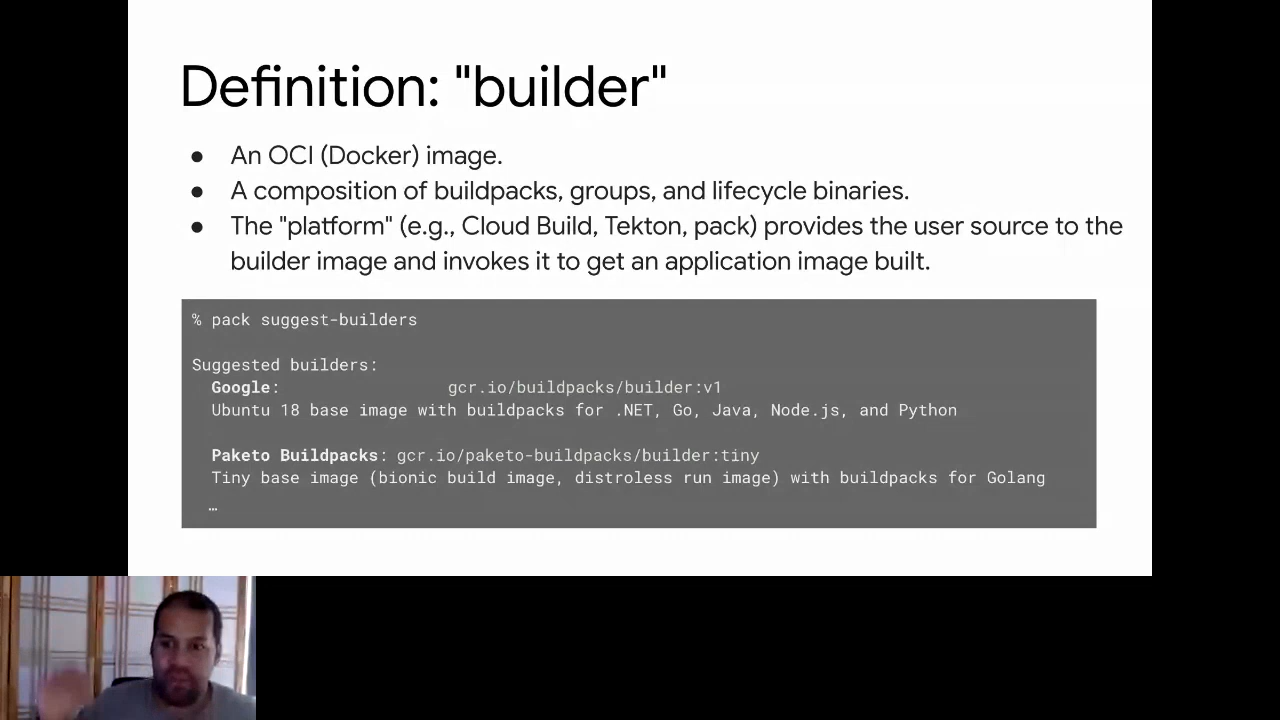 Definition: "builder"
● An OCI (Docker) image.
● A composition of buildpacks, groups, and lifecycle binaries.
● The "platform" (e.g., Cloud Build, Tekton, pack) provides the user source to the
builder image and invokes it to get an application image built.
% pack suggest-builders
Suggested builders:
Google: gcr.io/buildpacks/builder:v1
Ubuntu 18 base image with buildpacks for .NET, Go, Java, Node.js, and Python
Paketo Buildpacks: gcr.io/paketo-buildpacks/builder:tiny
Tiny base image (bionic build image, distroless run image) with buildpacks for Golang
…